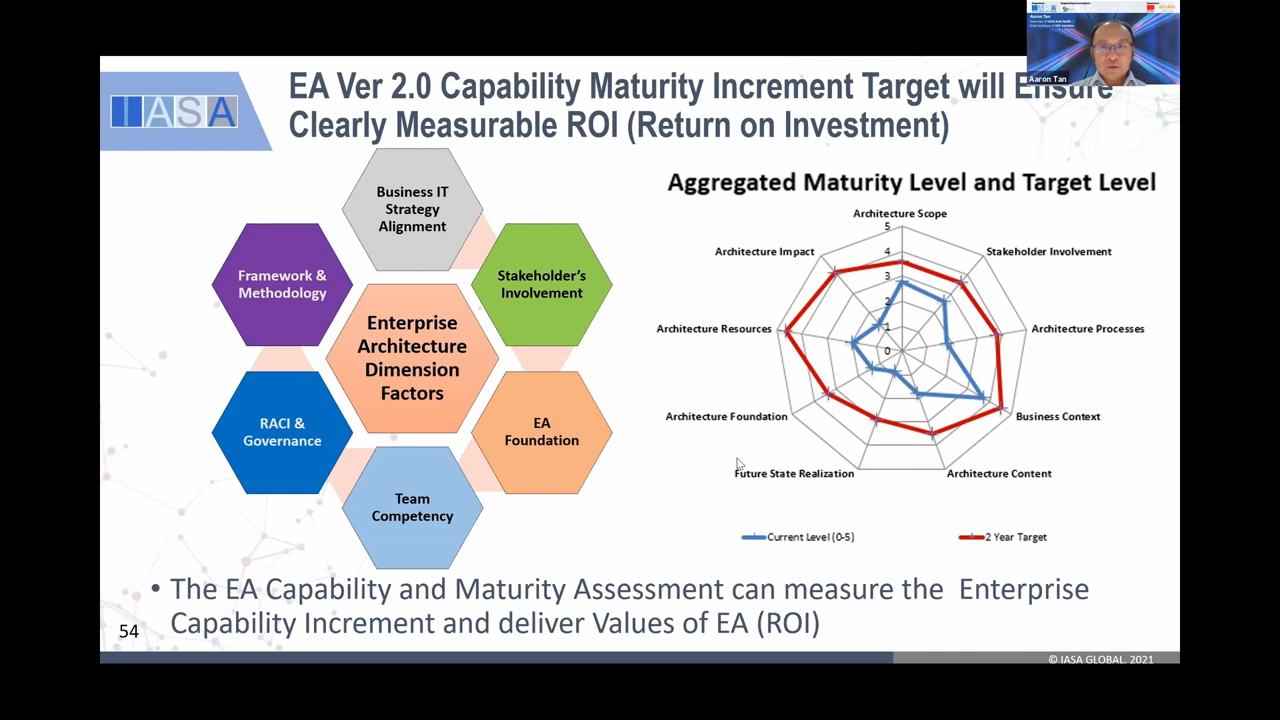 Aaron Tan
Aaron Tan
IASA
EA Ver 2.0 Capability Maturity Increment Target will Ensure
Clearly Measurable ROI (Return on Investment)
Business IT
Strategy
Alignment
Framework &
Methodology
Stakeholder's
Involvement
Enterprise
Architecture
Dimension
Factors
RACI &
Governance
EA
Foundation
Team
Competency
Aggregated Maturity Level and Target Level
Architecture Scope
5
4
3
2
1
0
Architecture Impact
Stakeholder Involvement
Architecture Resources
Architecture Processes
Architecture Foundation
Business Context
Future State Realization
Architecture Content
Current Level (0-5)
2 Year Target
• The EA Capability and Maturity Assessment can measure the Enterprise
Capability Increment and deliver Values of EA (ROI)
54
© IASA GLOBAL. 2021